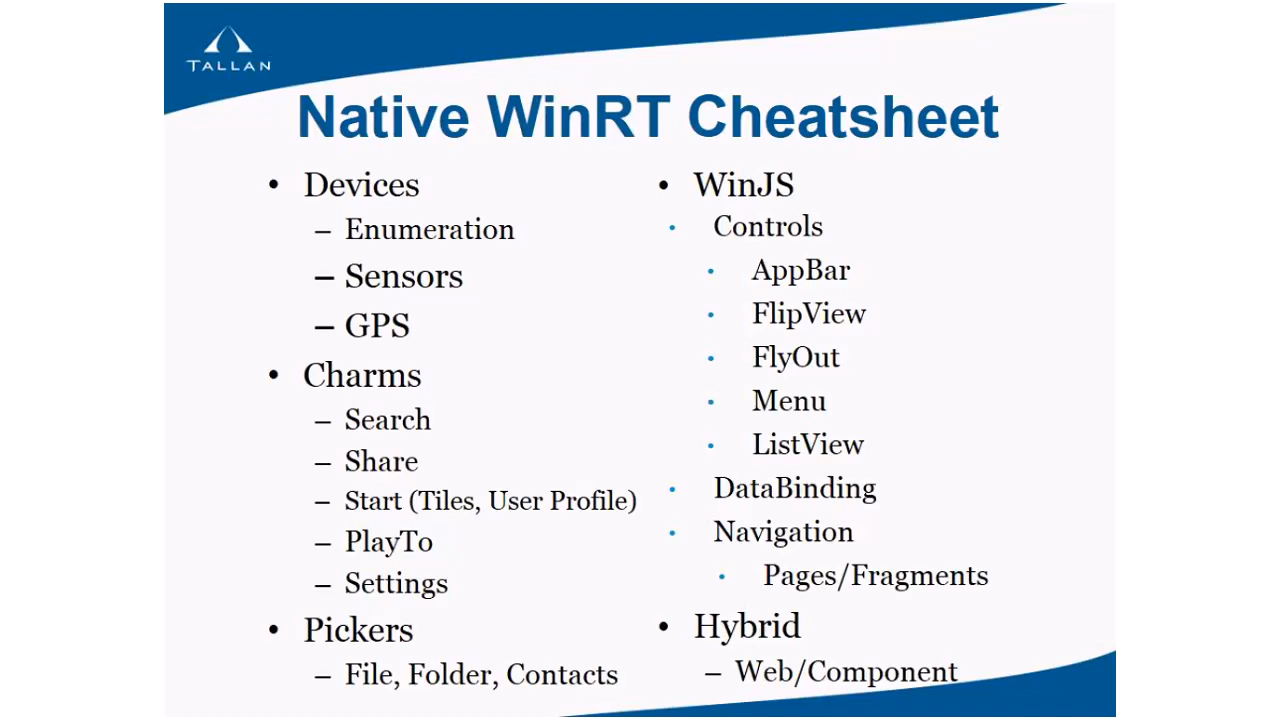 TALLAN
Native WinRT Cheatsheet
• Devices
– Enumeration
– Sensors
– GPS
• Charms
– Search
– Share
– Start (Tiles, User Profile)
– PlayTo
– Settings
• Pickers
– File, Folder, Contacts
• WinJS
• Controls
• AppBar
• FlipView
• FlyOut
• Menu
• ListView
• DataBinding
• Navigation
• Pages/Fragments
• Hybrid
– Web/Component